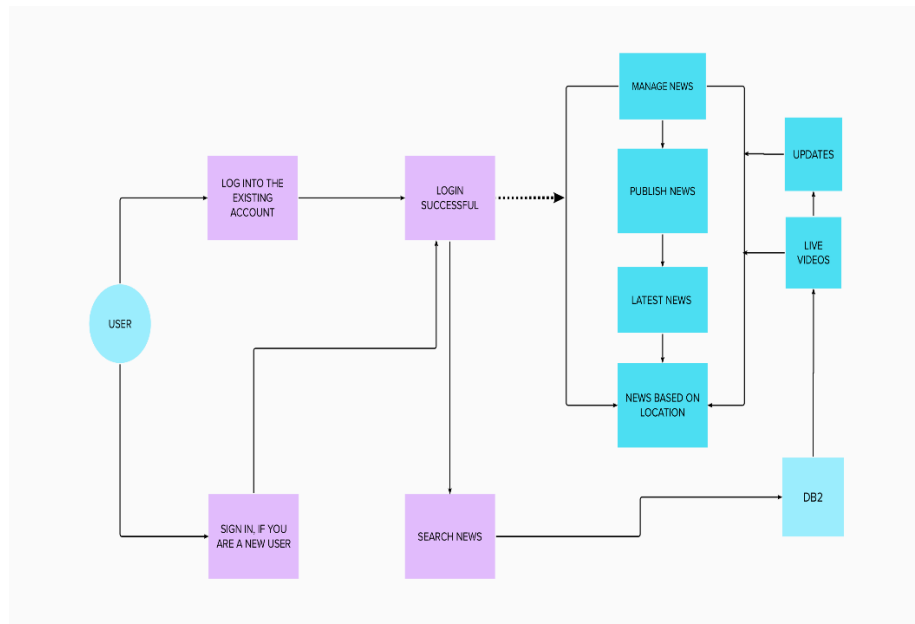 MANAGE NEWS
UPDATES
LOG INTO THE
EXISTING
ACCOUNT
LOGIN
SUCCESSFUL
PUBLISH NEWS
LIVE
VIDEOS
LATEST NEWS
USER
NEWS BASED ON
LOCATION
DB2
SIGN IN, IF YOU
ARE A NEW USER
SEARCH NEWS